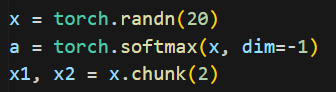 x = torch.randn(20)
a = torch.softmax(x, dim=-1)
x1, x2 = x.chunk(2)